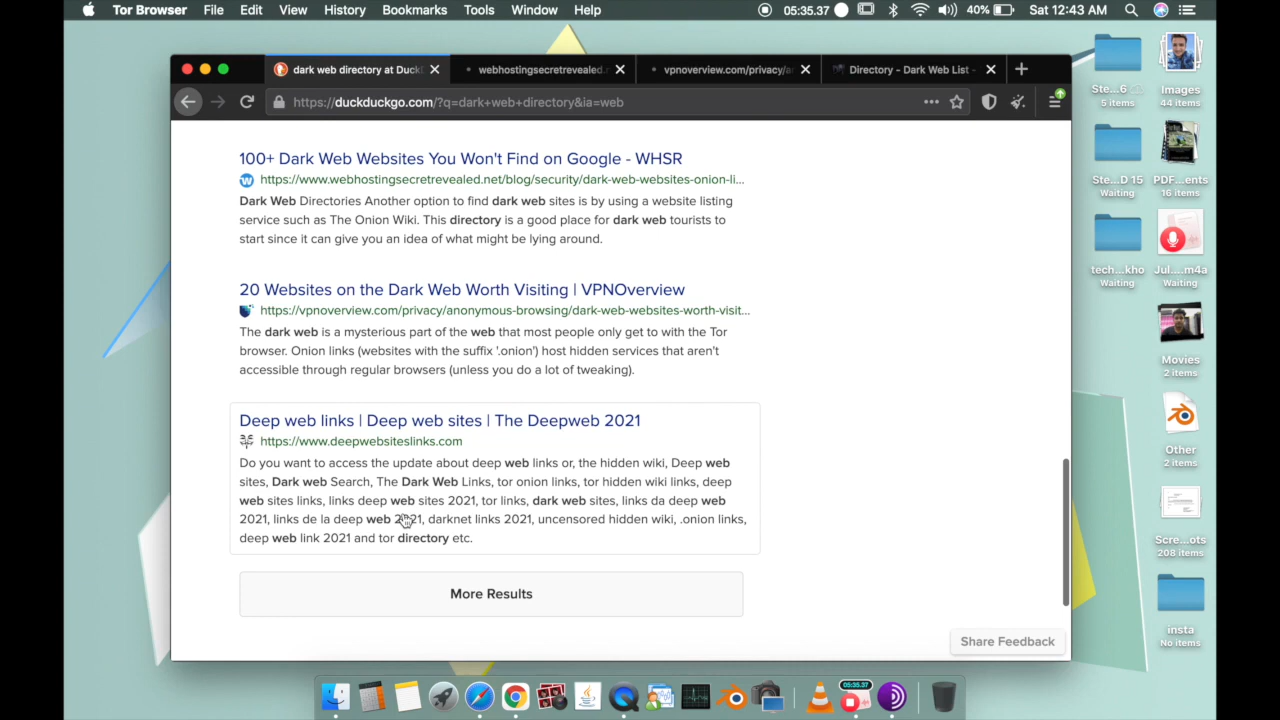 Tor Browser File Edit View History Bookmarks Tools Window Help 05:35.37 40% Sat 12:43 AM
dark web directory at Duck webhostingsecretrevealed. vpnoverview.com/privacy/ Directory – Dark Web List –
https://duckduckgo.com/?q=dark+web+directory&ia=web
100+ Dark Web Websites You Won't Find on Google - WHSR
https://www.webhostingsecretrevealed.net/blog/security/dark-web-websites-onion-li...
Dark Web Directories Another option to find dark web sites is by using a website listing
service such as The Onion Wiki. This directory is a good place for dark web tourists to
start since it can give you an idea of what might be lying around.
20 Websites on the Dark Web Worth Visiting | VPNOverview
https://vpnoverview.com/privacy/anonymous-browsing/dark-web-websites-worth-visit...
The dark web is a mysterious part of the web that most people only get to with the Tor
browser. Onion links (websites with the suffix '.onion') host hidden services that aren't
accessible through regular browsers (unless you do a lot of tweaking).
Deep web links | Deep web sites | The Deepweb 2021
https://www.deepwebsiteslinks.com
Do you want to access the update about deep web links or, the hidden wiki, Deep web
sites, Dark web Search, The Dark Web Links, tor onion links, tor hidden wiki links, deep
web sites links, links deep web sites 2021, tor links, dark web sites, links da deep web
2021, links de la deep web 2021, darknet links 2021, uncensored hidden wiki, .onion links,
deep web link 2021 and tor directory etc.
More Results
Share Feedback
Ste...6
5 items
Images
44 items
Ste...D 15
Waiting
PDF...ents
16 items
tech...kho
Waiting
Jul...m4a
Waiting
Movies
2 items
Other
2 items
Scre...ots
208 items
insta
No items
05:35.37